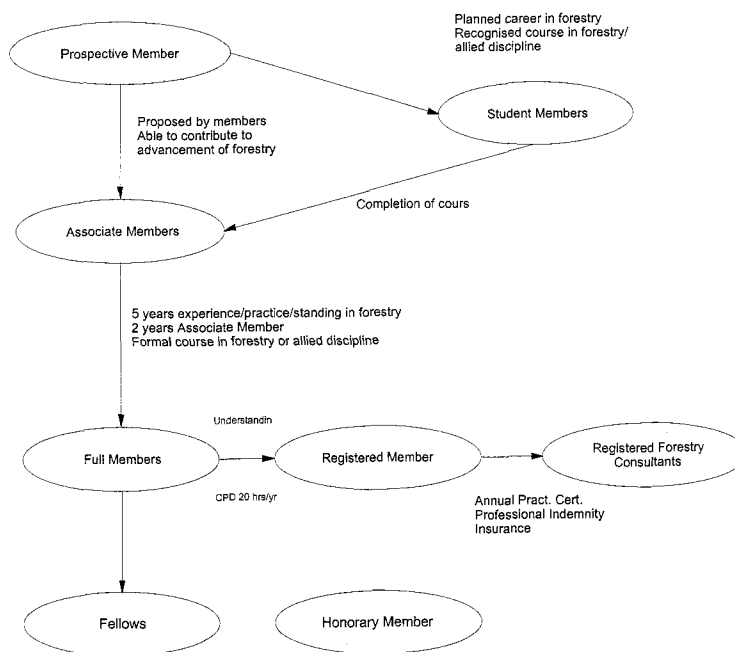 Planned career in forestry
Recognised course in forestry/
allied discipline
Prospective Member
Student Members
Proposed by members
Able to contribute to
advancement of forestry
Completion of cours
Associate Members
5 years experience/practice/standing in forestry
2 years Associate Member
Formal course in forestry or allied discipline
Understandin
Full Members
Registered Member
Registered Forestry
Consultants
CPD 20 hrs/yr
Annual Pract. Cert.
Professional Indemnity
Insurance
Fellows
Honorary Member